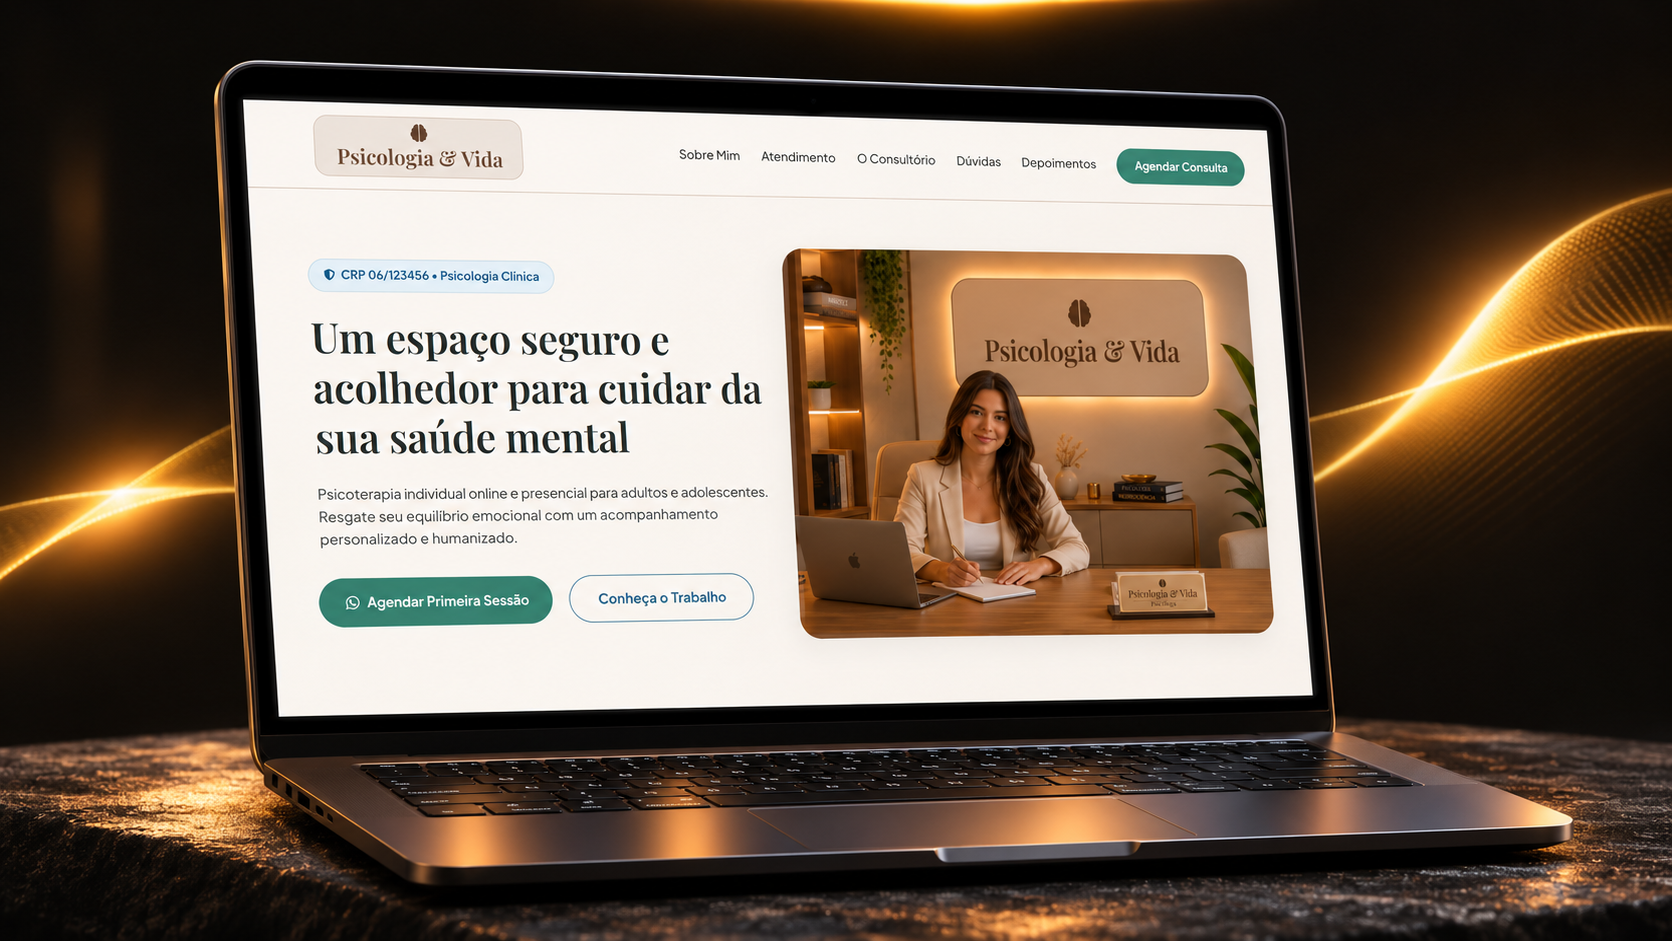 Psicologia & Vida
Sobre Mim
Atendimento
O Consultório
Dúvidas
Depoimentos
Agendar Consulta
CRP 06/123456 • Psicologia Clínica
Um espaço seguro e
acolhedor para cuidar da
sua saúde mental
Psicoterapia individual online e presencial para adultos e adolescentes.
Resgate seu equilíbrio emocional com um acompanhamento
personalizado e humanizado.
Agendar Primeira Sessão
Conheça o Trabalho
Psicologia & Vida
Psicologia & Vida